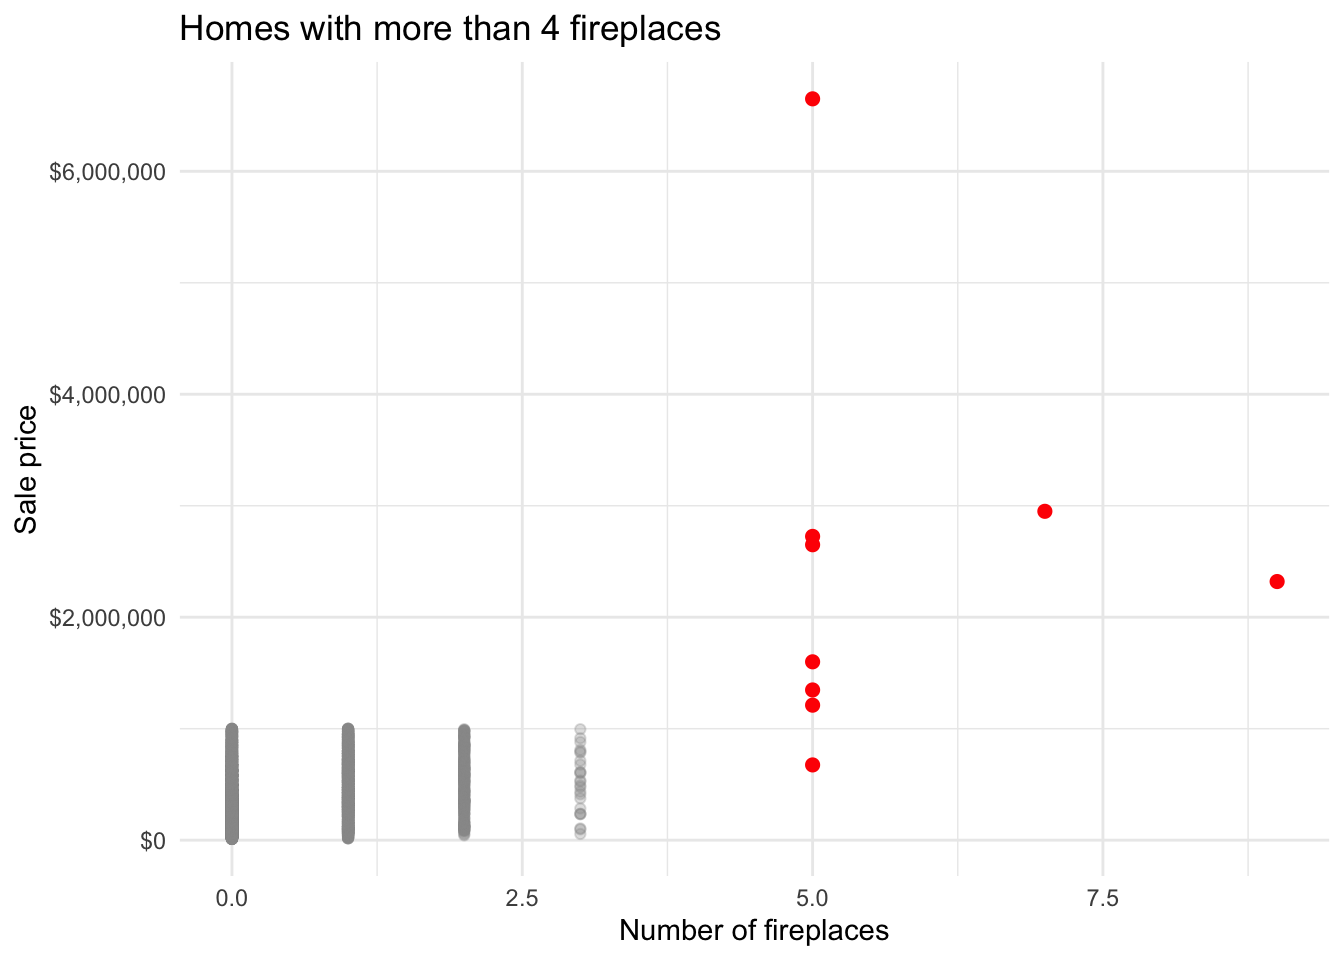 Homes with more than 4 fireplaces
Sale price
$6,000,000
$4,000,000
$2,000,000
$0
0.0 2.5 5.0 7.5
Number of fireplaces